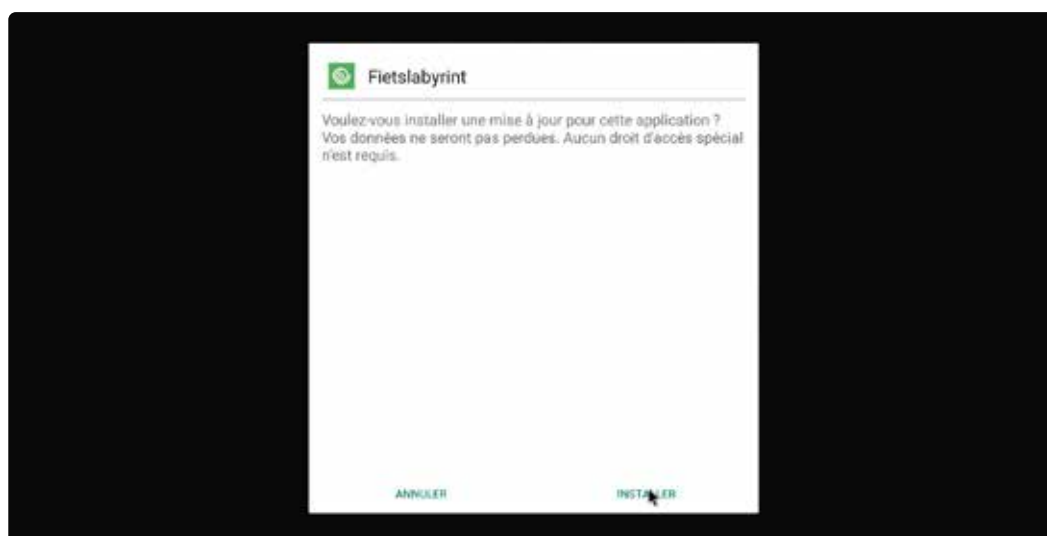 Fietslabyrint
Voulez-vous installer une mise à jour pour cette application ?
Vos données ne seront pas perdues. Aucun droit d'accès spécial
n'est requis.
ANNULER
INSTALLER